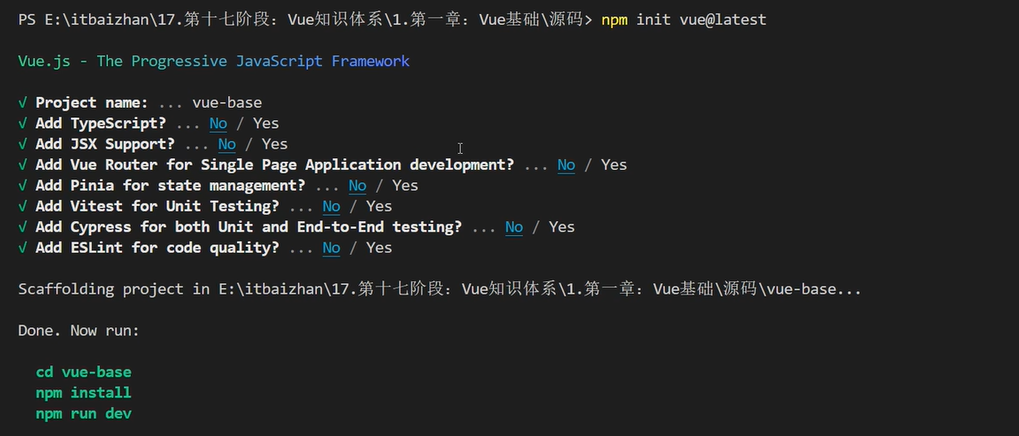 PS E:\itbaizhan\17.第十七阶段：Vue知识体系\1.第一章：Vue基础\源码> npm init vue@latest
Vue.js - The Progressive JavaScript Framework
√ Project name: ... vue-base
√ Add TypeScript? ... No / Yes
√ Add JSX Support? ... No / Yes
√ Add Vue Router for Single Page Application development? ... No / Yes
√ Add Pinia for state management? ... No / Yes
√ Add Vitest for Unit Testing? ... No / Yes
√ Add Cypress for both Unit and End-to-End testing? ... No / Yes
√ Add ESLint for code quality? ... No / Yes
Scaffolding project in E:\itbaizhan\17.第十七阶段：Vue知识体系\1.第一章：Vue基础\源码\vue-base...
Done. Now run:
cd vue-base
npm install
npm run dev